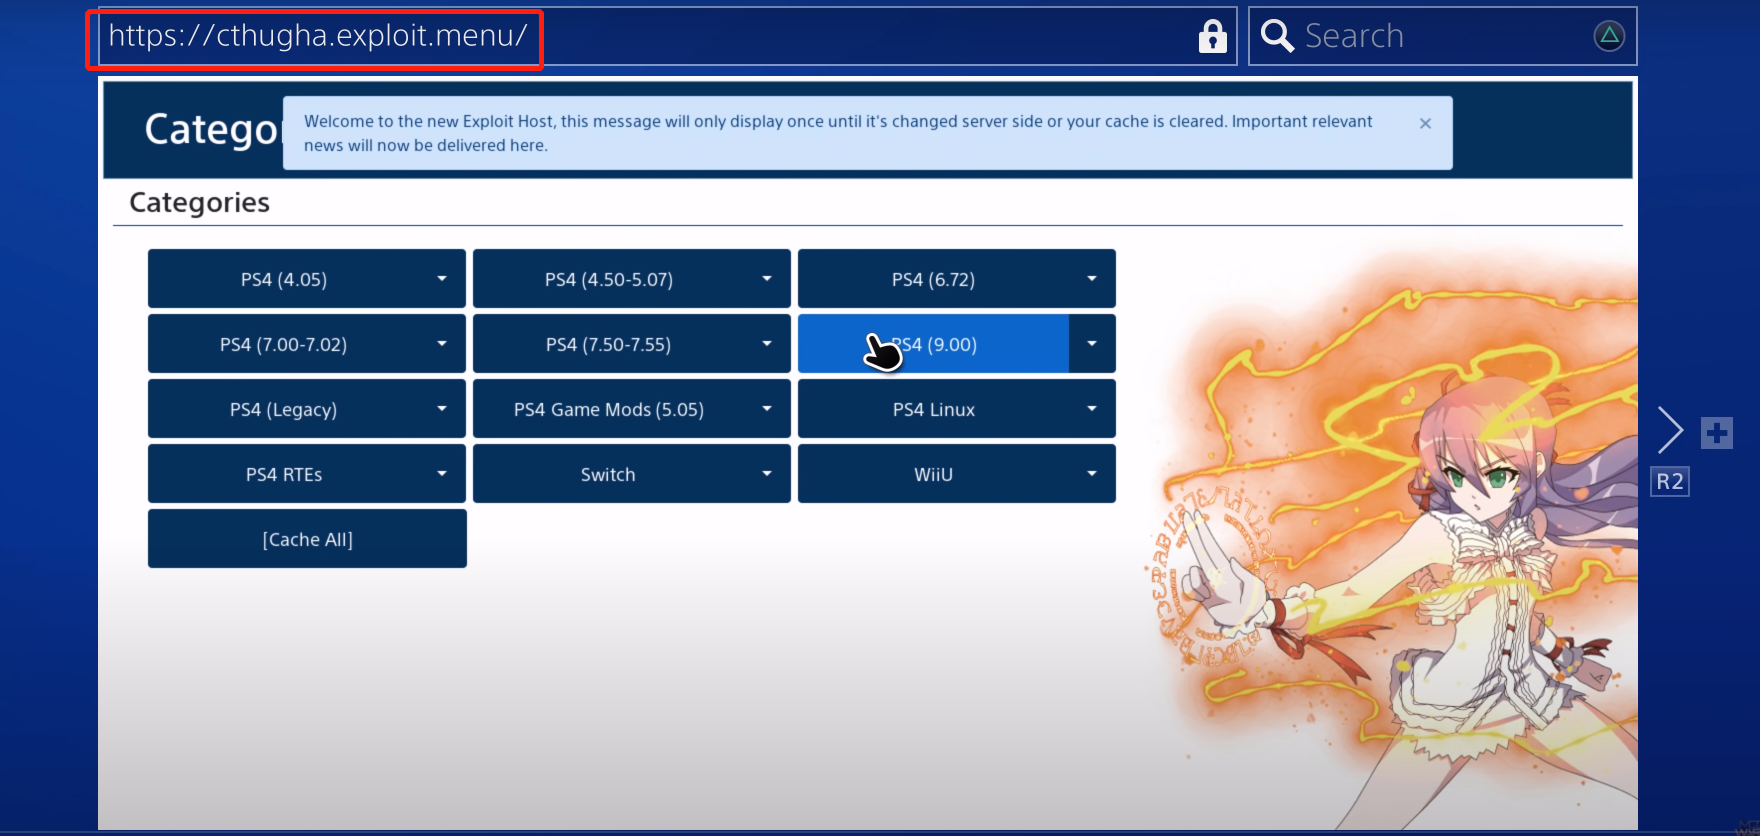 https://cthugha.exploit.menu/
Search
Catego
Welcome to the new Exploit Host, this message will only display once until it's changed server side or your cache is cleared. Important relevant
news will now be delivered here.
Categories
PS4 (4.05)
PS4 (4.50-5.07)
PS4 (6.72)
PS4 (7.00-7.02)
PS4 (7.50-7.55)
PS4 (9.00)
PS4 (Legacy)
PS4 Game Mods (5.05)
PS4 Linux
PS4 RTEs
Switch
WiiU
[Cache All]
R2